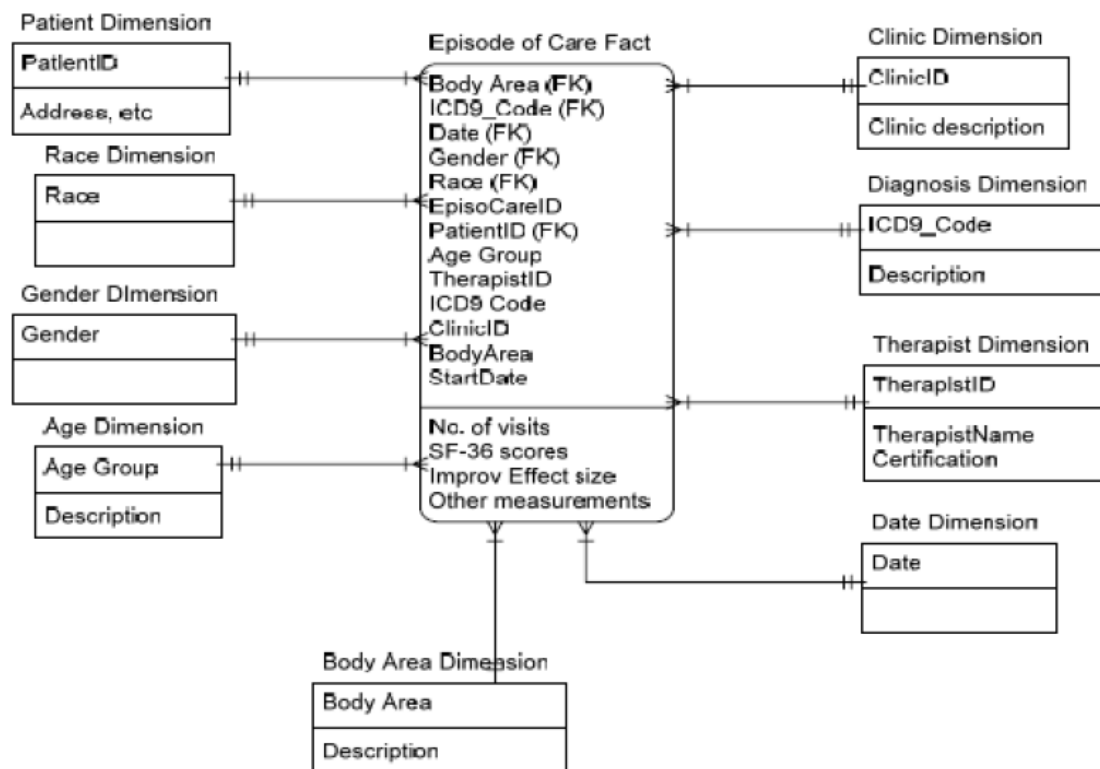 Patient Dimension
PatientID
Address, etc
Race Dimension
Race
Gender DImension
Gender
Age Dimension
Age Group
Description
Episode of Care Fact
Body Area (FK)
ICD9_Code (FK)
Date (FK)
Gender (FK)
Race (FK)
EpisoCareID
PatientID (FK)
Age Group
TherapistID
ICD9 Code
ClinicID
BodyArea
StartDate
No. of visits
SF-36 scores
Improv Effect size
Other measurements
Clinic Dimension
ClinicID
Clinic description
Diagnosis Dimension
ICD9_Code
Description
Therapist Dimension
TherapistID
TherapistName
Certification
Date Dimension
Date
Body Area Dimension
Body Area
Description